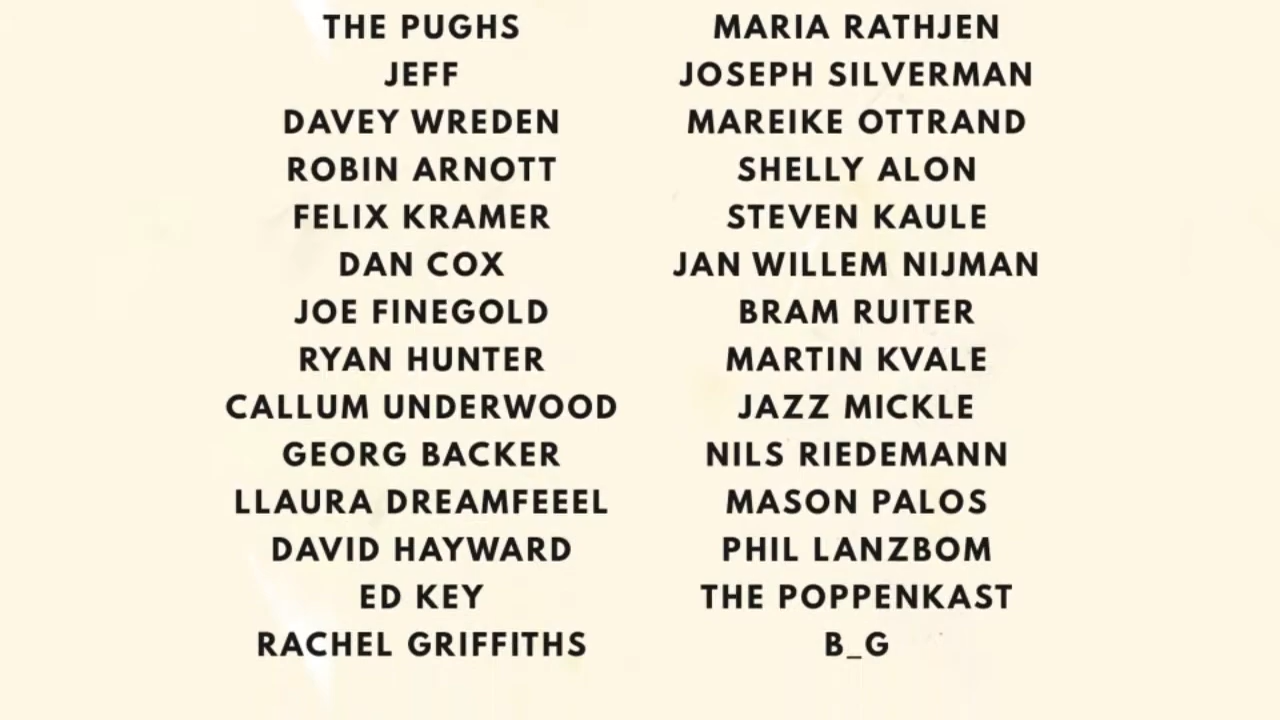 THE PUGHS
JEFF
DAVEY WREDEN
ROBIN ARNOTT
FELIX KRAMER
DAN COX
JOE FINEGOLD
RYAN HUNTER
CALLUM UNDERWOOD
GEORG BACKER
LLAURA DREAMFEEEL
DAVID HAYWARD
ED KEY
RACHEL GRIFFITHS
MARIA RATHJEN
JOSEPH SILVERMAN
MAREIKE OTTRAND
SHELLY ALON
STEVEN KAULE
JAN WILLEM NIJMAN
BRAM RUITER
MARTIN KVALE
JAZZ MICKLE
NILS RIEDEMANN
MASON PALOS
PHIL LANZBOM
THE POPPENKAST
B_G